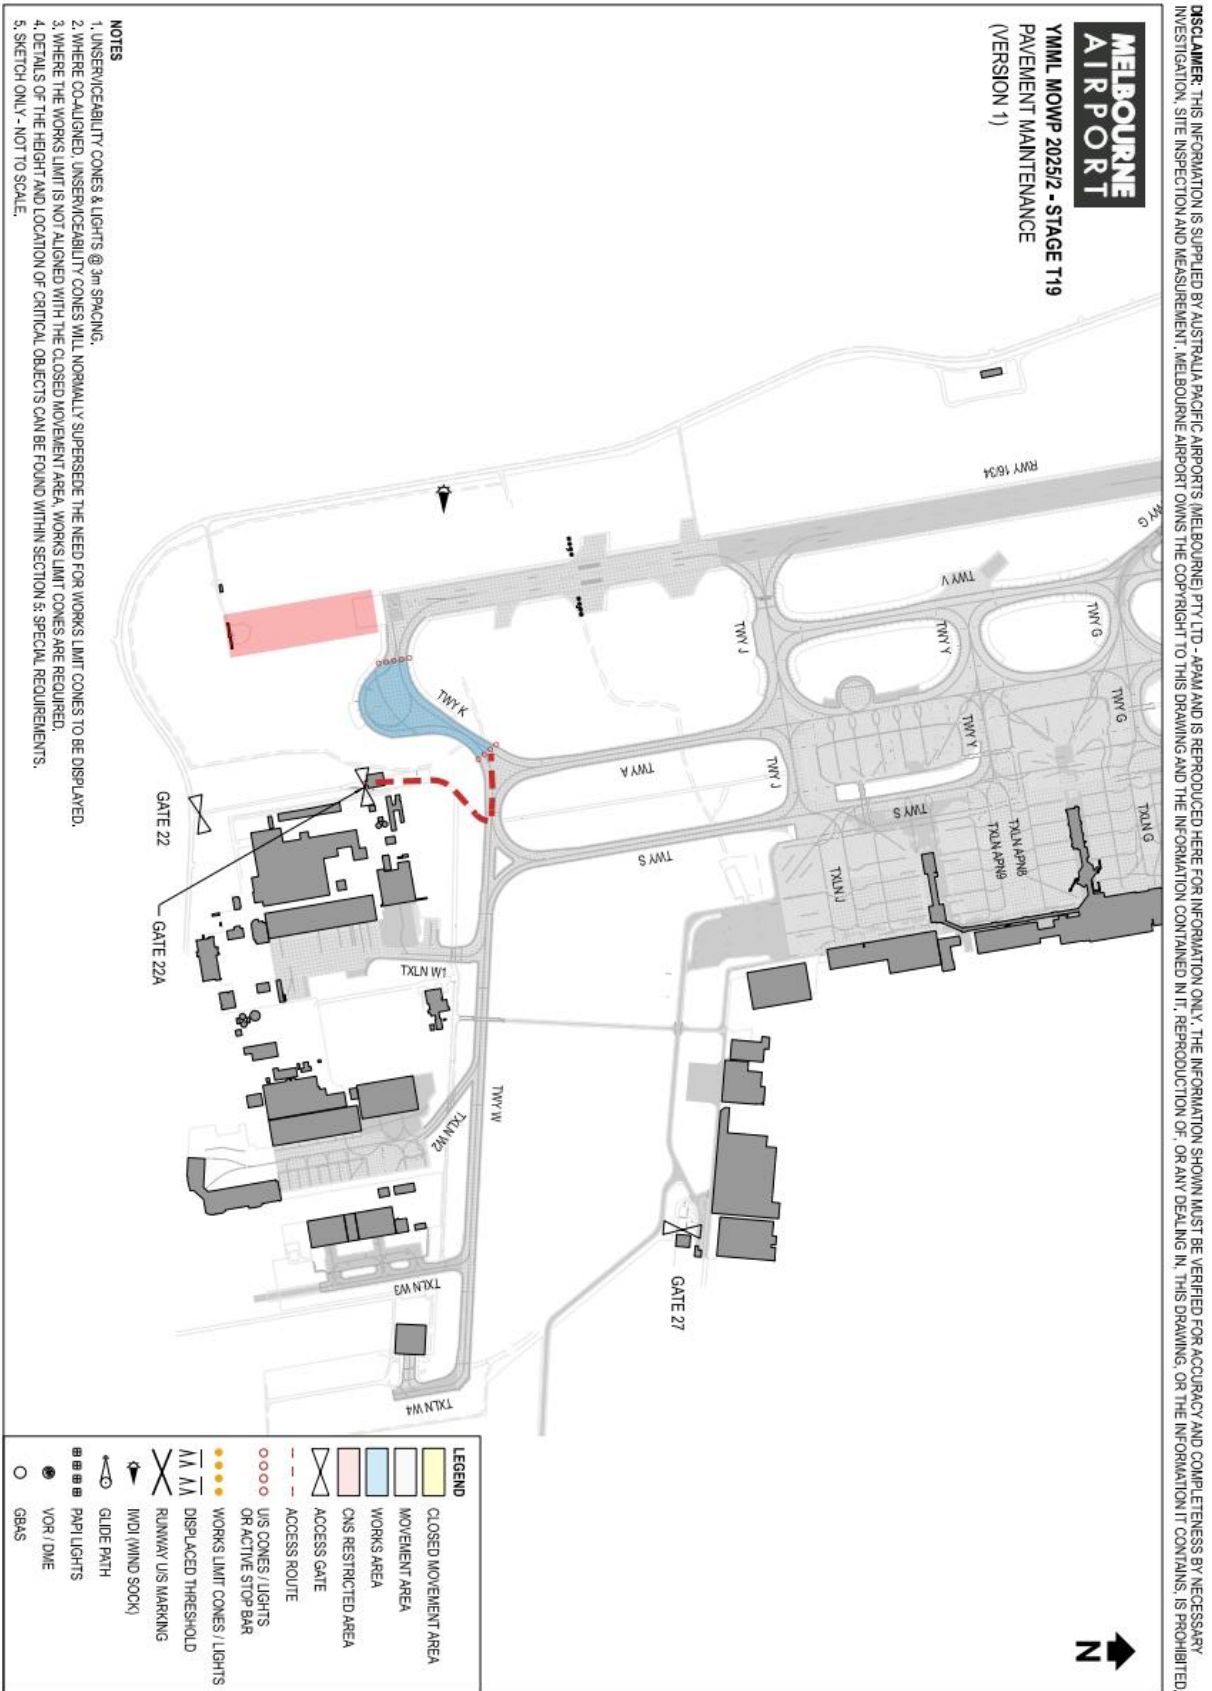 DISCLAIMER: THIS INFORMATION IS SUPPLIED BY AUSTRALIA PACIFIC AIRPORTS (MELBOURNE) PTY LTD - APAM AND IS REPRODUCED HERE FOR INFORMATION ONLY. THE INFORMATION SHOWN MUST BE VERIFIED FOR ACCURACY AND COMPLETENESS BY NECESSARY
INVESTIGATION, SITE INSPECTION AND MEASUREMENT. MELBOURNE AIRPORT OWNS THE COPYRIGHT TO THIS DRAWING AND THE INFORMATION CONTAINED IN IT. REPRODUCTION OF, OR ANY DEALING IN, THIS DRAWING, OR THE INFORMATION IT CONTAINS, IS PROHIBITED.
MELBOURNE
AIRPORT
YMML MOWP 2025/2 - STAGE T19
PAVEMENT MAINTENANCE
(VERSION 1)
RWY 16/34
TWY G
TWY V
TWY G
TWY J
TWY Y
TWY G
TWY K
TWY Y
TWY A
TWY J
TWY S
TXLN G
TXLN APN8
TXLN APN9
TWY S
TXLN J
GATE 22
GATE 22A
TXLN W1
TWY W
TXLN W2
GATE 27
TXLN W3
TXLN W4
NOTES
1. UNSERVICEABILITY CONES & LIGHTS @ 3m SPACING.
2. WHERE CO-ALIGNED, UNSERVICEABILITY CONES WILL NORMALLY SUPERSEDE THE NEED FOR WORKS LIMIT CONES TO BE DISPLAYED.
3. WHERE THE WORKS LIMIT IS NOT ALIGNED WITH THE CLOSED MOVEMENT AREA, WORKS LIMIT CONES ARE REQUIRED.
4. DETAILS OF THE HEIGHT AND LOCATION OF CRITICAL OBJECTS CAN BE FOUND WITHIN SECTION 5: SPECIAL REQUIREMENTS.
5. SKETCH ONLY - NOT TO SCALE.
LEGEND
CLOSED MOVEMENT AREA
MOVEMENT AREA
WORKS AREA
CNS RESTRICTED AREA
ACCESS GATE
ACCESS ROUTE
U/S CONES / LIGHTS
OR ACTIVE STOP BAR
WORKS LIMIT CONES / LIGHTS
DISPLACED THRESHOLD
RUNWAY U/S MARKING
IWDI (WIND SOCK)
GLIDE PATH
PAPI LIGHTS
VOR / DME
GBAS
N